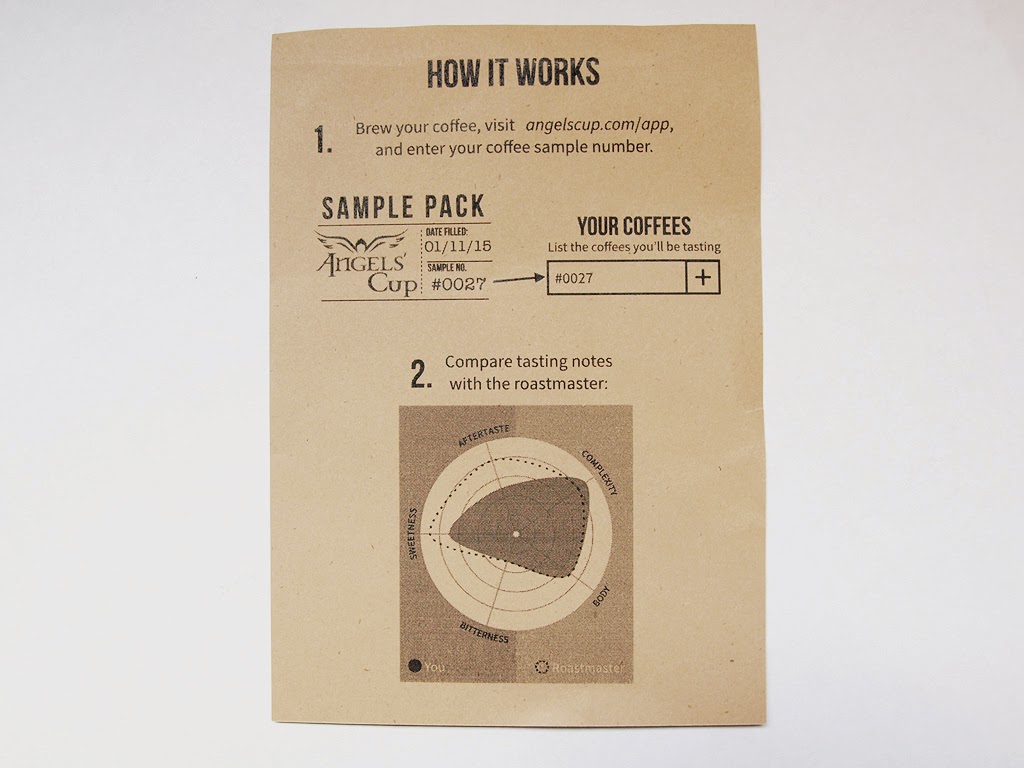 HOW IT WORKS
1.
Brew your coffee, visit angelscup.com/app,
and enter your coffee sample number.
SAMPLE PACK
ANGELS'
CUP
DATE FILLED:
01/11/15
SAMPLE NO.
#0027
YOUR COFFEES
List the coffees you'll be tasting
#0027 +
2.
Compare tasting notes
with the roastmaster:
AFTERTASTE
COMPLEXITY
SWEETNESS
BODY
BITTERNESS
You
Roastmaster